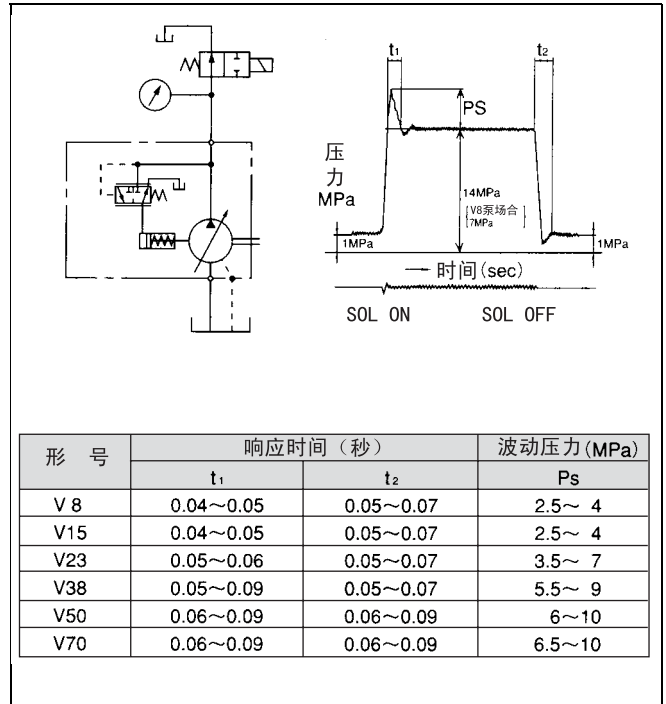 t₁
t₂
PS
压
力
MPa
14MPa
[V8泵场合
7MPa]
1MPa
1MPa
时间(sec)
SOL ON SOL OFF
形 号 响应时间（秒） 波动压力(MPa)
t₁ t₂ Ps
V 8 0.04～0.05 0.05～0.07 2.5～ 4
V15 0.04～0.05 0.05～0.07 2.5～ 4
V23 0.05～0.06 0.05～0.07 3.5～ 7
V38 0.05～0.09 0.05～0.07 5.5～ 9
V50 0.06～0.09 0.06～0.09 6～10
V70 0.06～0.09 0.06～0.09 6.5～10